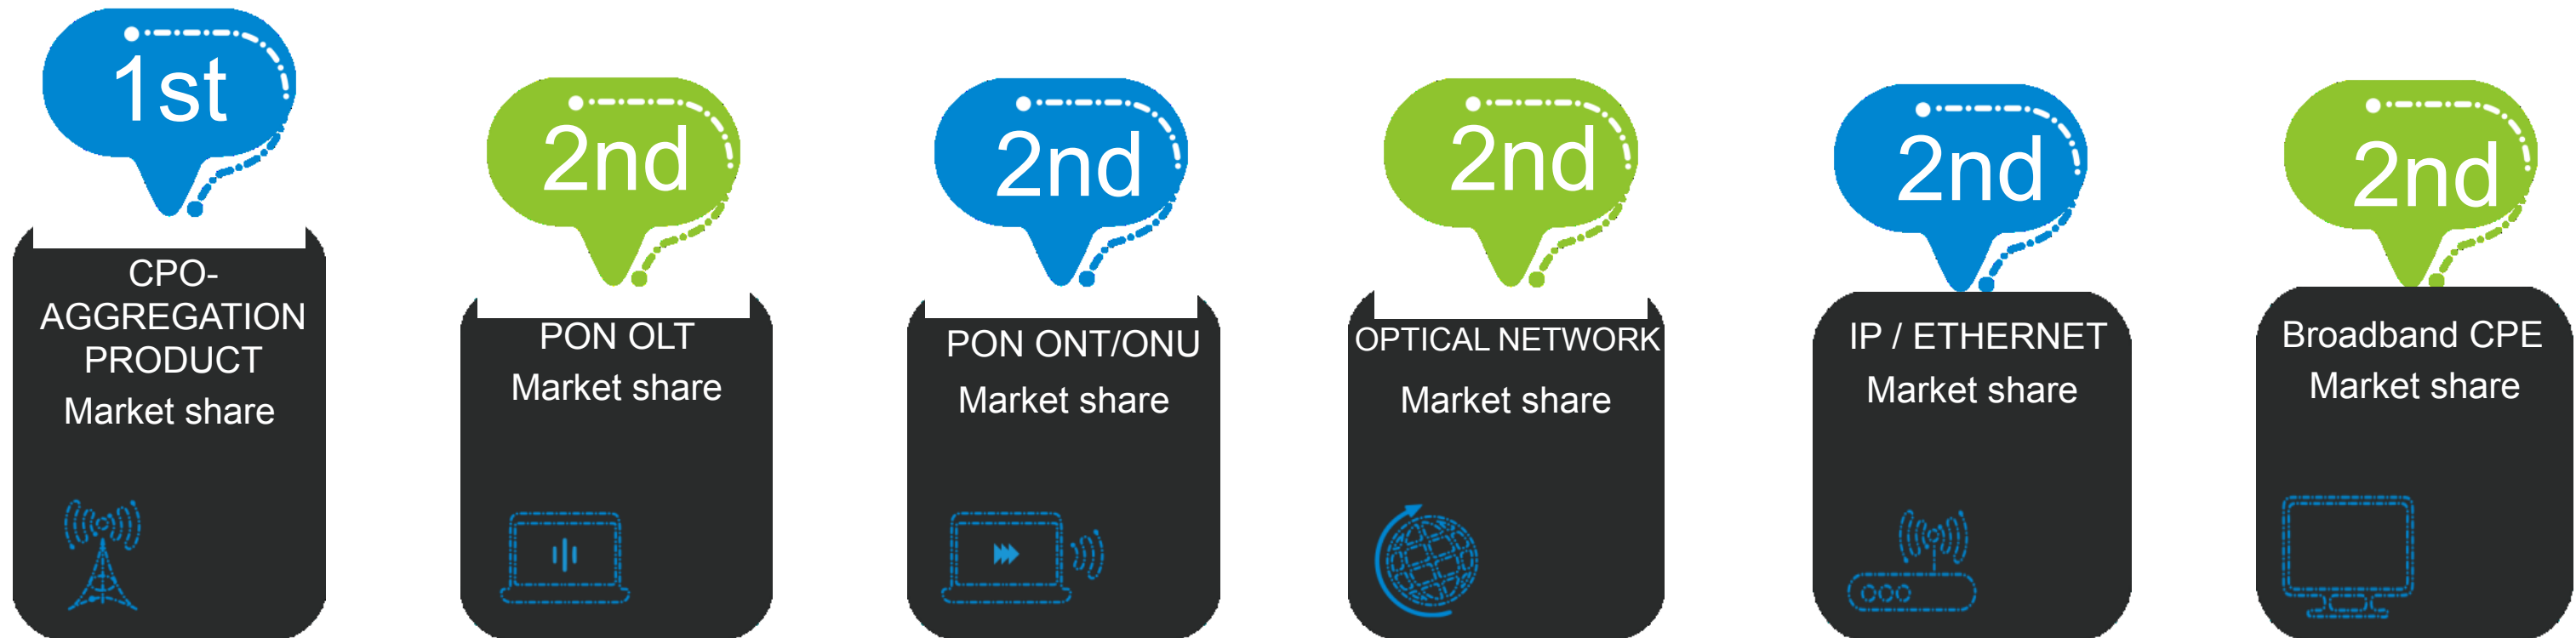 1st
CPO-
AGGREGATION
PRODUCT
Market share
2nd
PON OLT
Market share
2nd
PON ONT/ONU
Market share
2nd
OPTICAL NETWORK
Market share
2nd
IP / ETHERNET
Market share
2nd
Broadband CPE
Market share